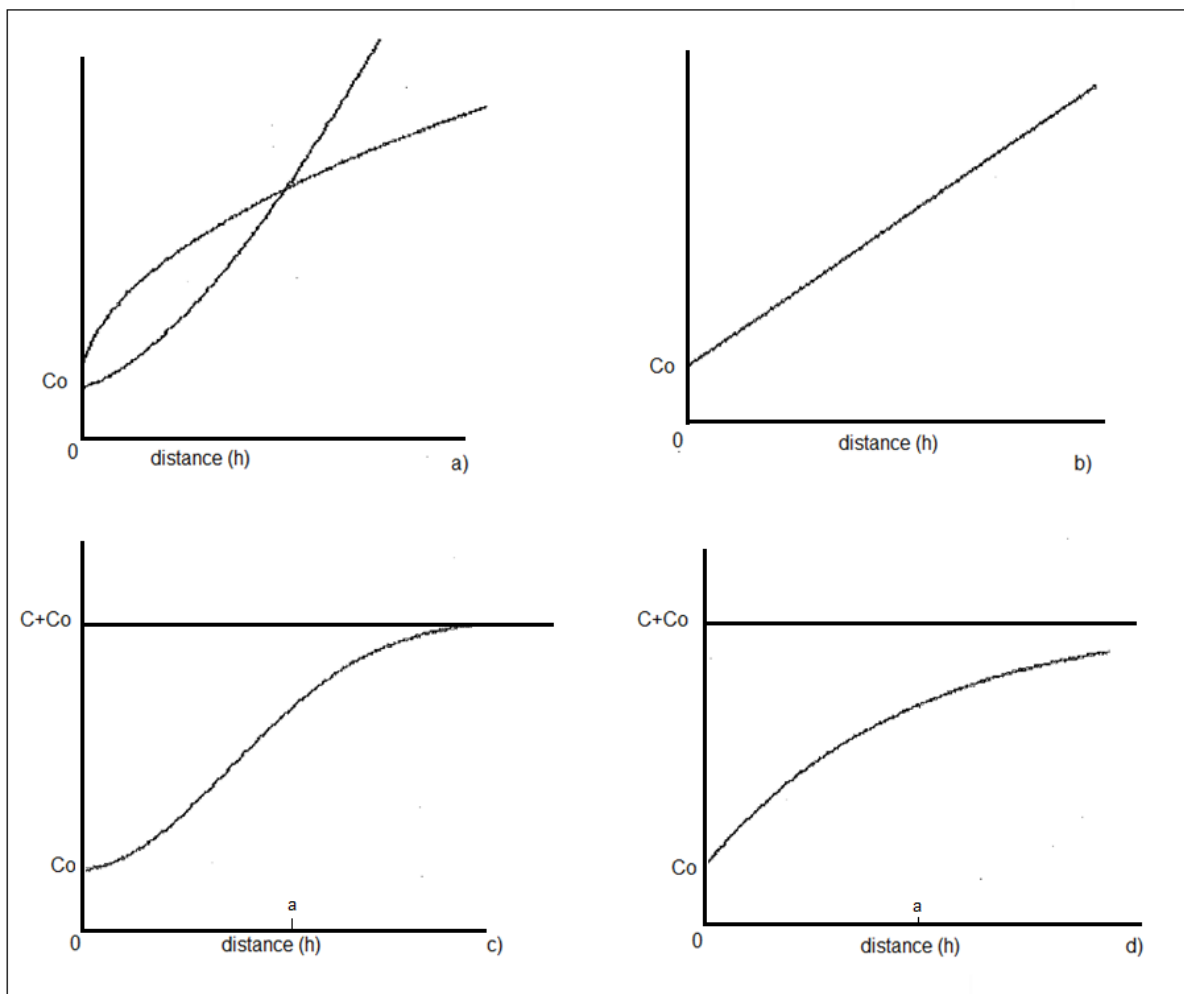 Co
0
distance (h)
a)
Co
0
distance (h)
b)
C+Co
Co
a
0
distance (h)
c)
C+Co
Co
a
0
distance (h)
d)